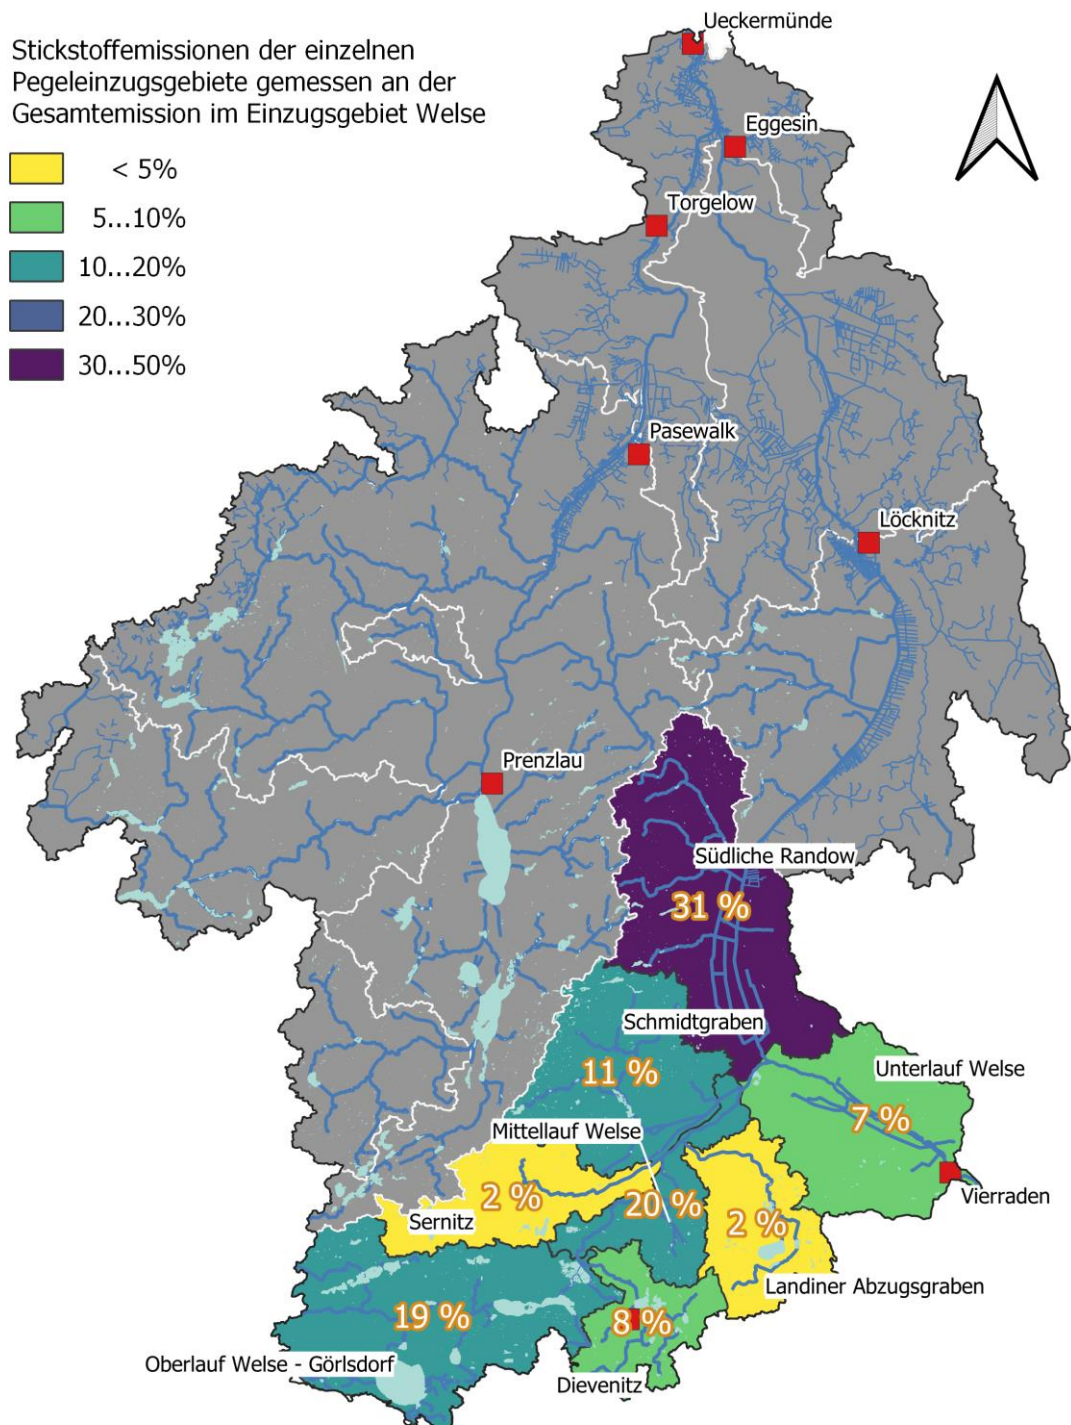 Ueckermünde
Stickstoffemissionen der einzelnen
Pegeleinzugsgebiete gemessen an der
Gesamtemission im Einzugsgebiet Welse
< 5%
5...10%
10...20%
20...30%
30...50%
Eggesin
Torgelow
Pasewalk
Löcknitz
Prenzlau
Südliche Randow
31 %
Schmidtgraben
11 %
Unterlauf Welse
7 %
Mittellauf Welse
20 %
Vierraden
2 %
Sernitz
2 %
Landiner Abzugsgraben
19 %
8 %
Oberlauf Welse - Görlsdorf
Dievenitz